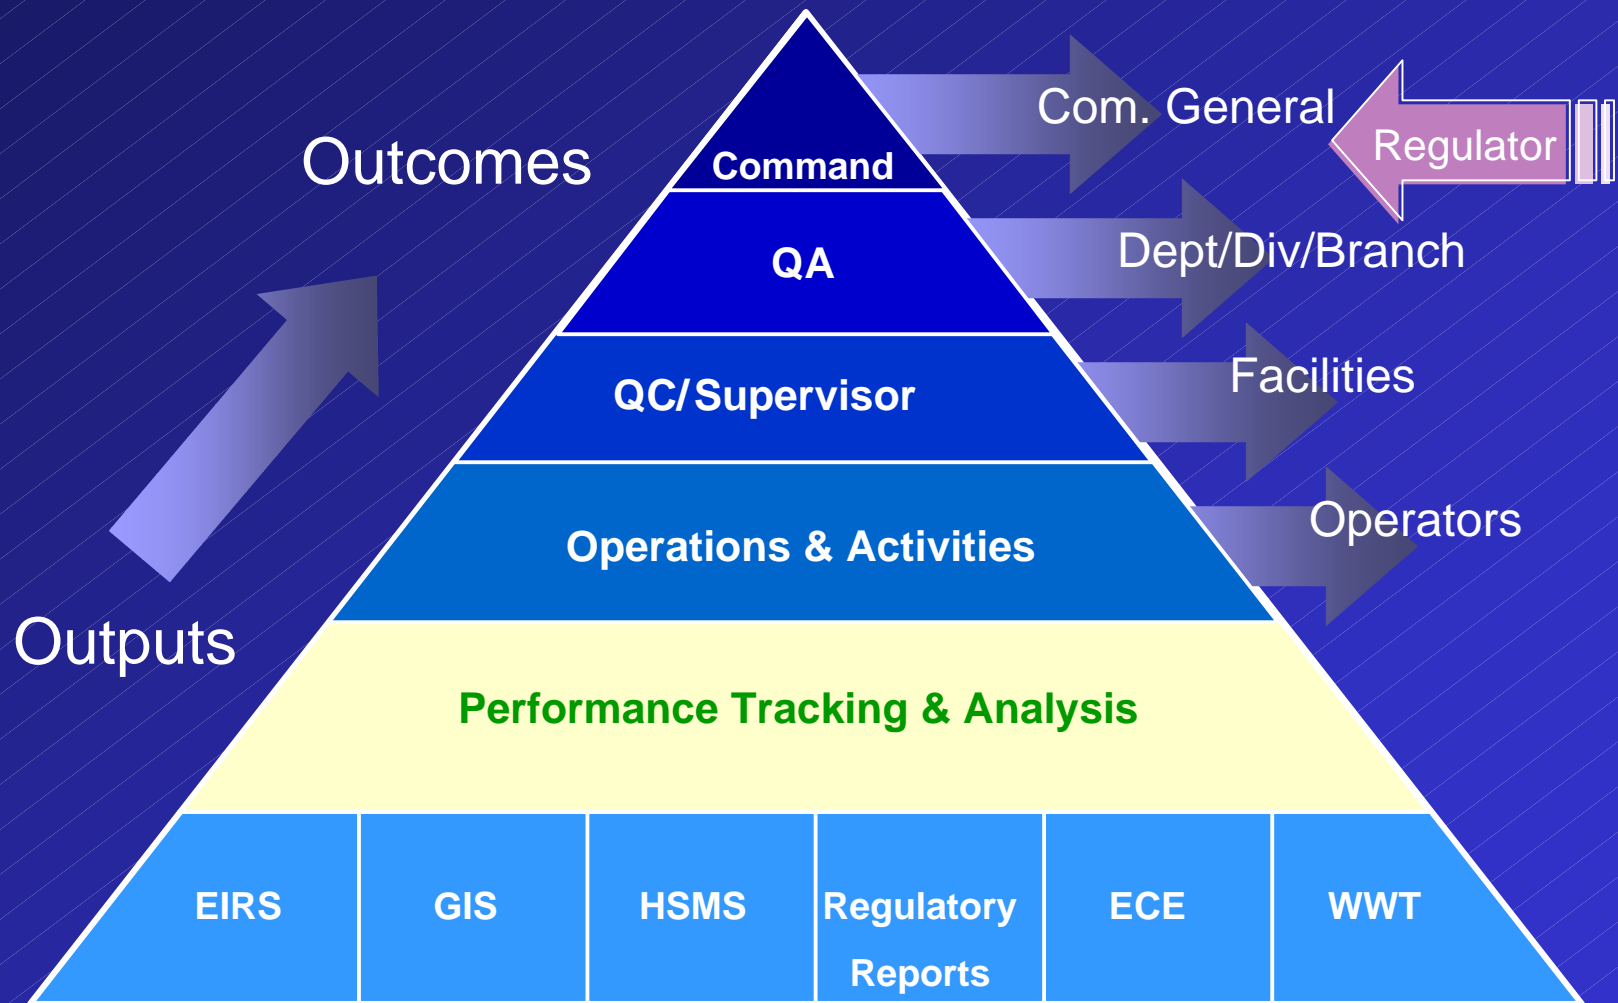 Com. General
Regulator
Outcomes
Command
Dept/Div/Branch
QA
Facilities
QC/Supervisor
Operators
Operations & Activities
Outputs
Performance Tracking & Analysis
EIRS
GIS
HSMS
Regulatory
Reports
ECE
WWT